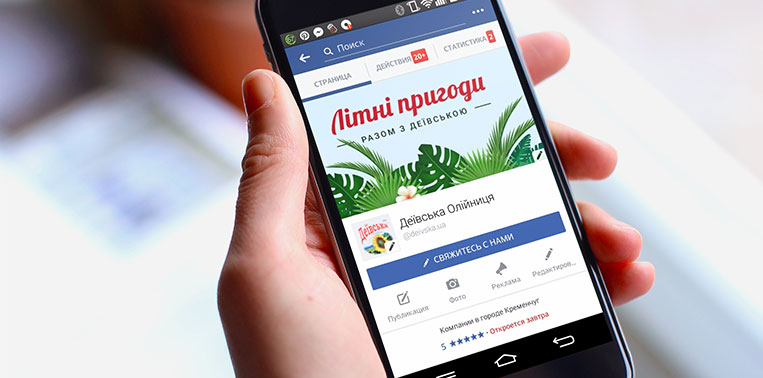 Поиск
СТРАНИЦА ДЕЙСТВИЯ 20+ СТАТИСТИКА 2
Літні пригоди
РАЗОМ З ДЕЇВСЬКОЮ
Деївська
Деївська Олійниця
@deivska.ua
СВЯЖИТЕСЬ С НАМИ
Публикация Фото Реклама Редактиров...
Компании в городе Кременчуг
5 ★★★★★ · Откроется завтра